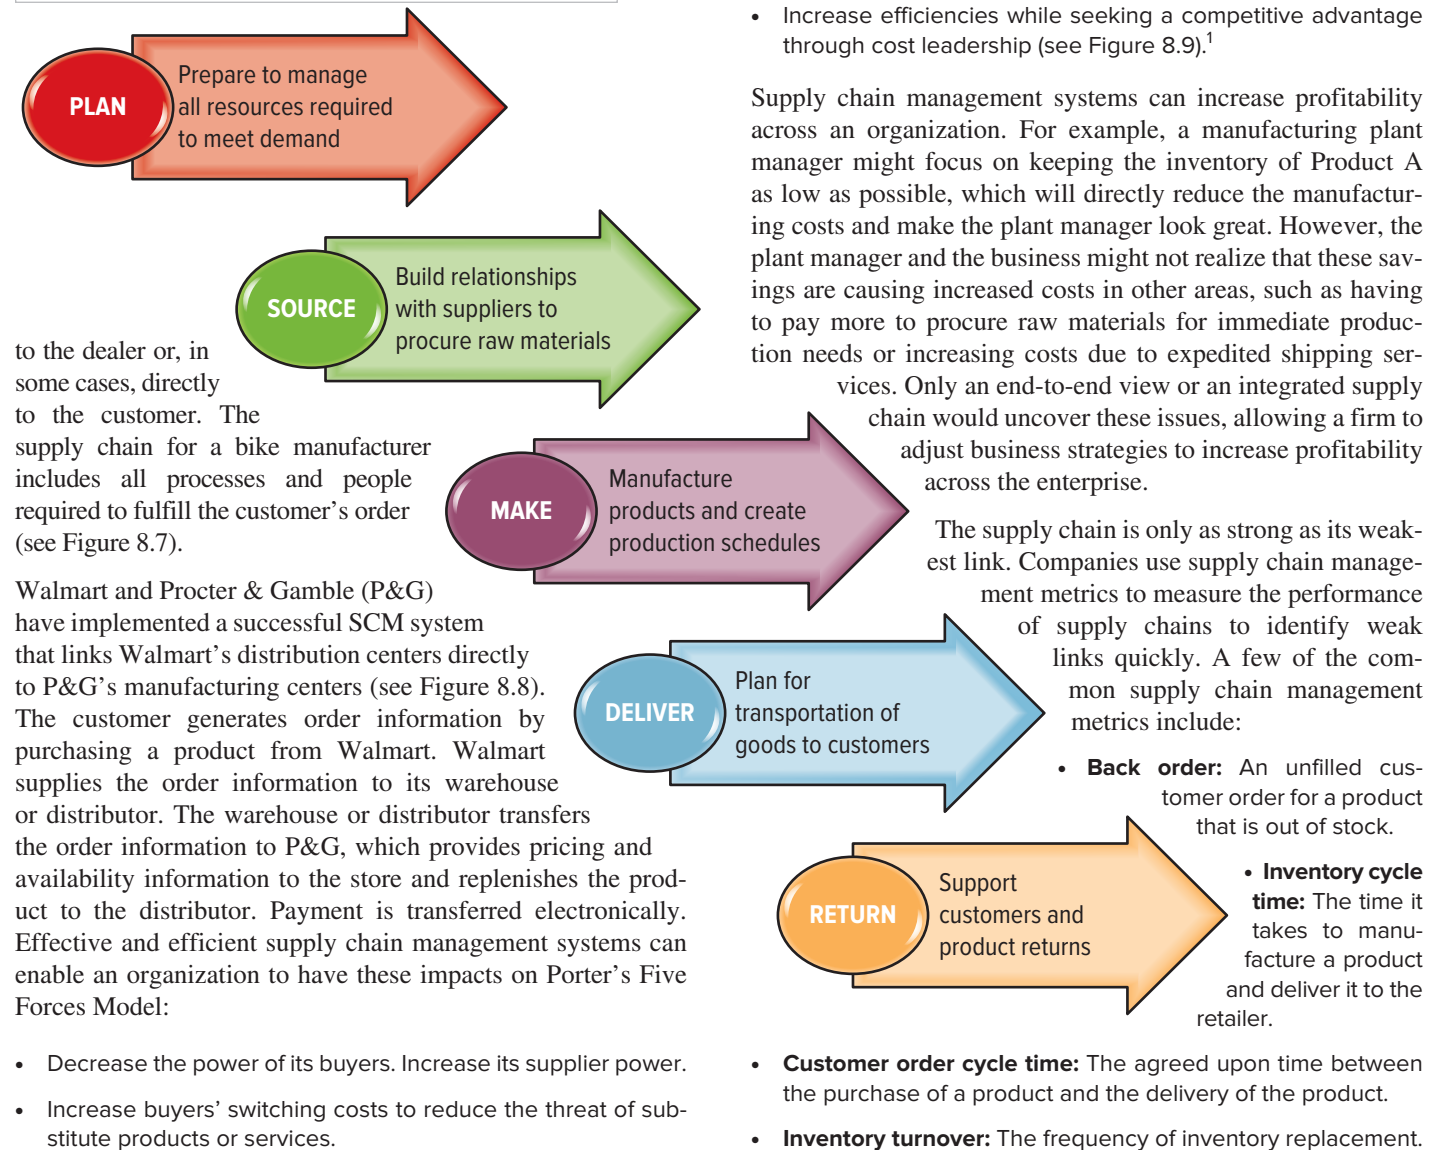 PLAN
Prepare to manage
all resources required
to meet demand
SOURCE
Build relationships
with suppliers to
procure raw materials
MAKE
Manufacture
products and create
production schedules
DELIVER
Plan for
transportation of
goods to customers
RETURN
Support
customers and
product returns
to the dealer or, in
some cases, directly
to the customer. The
supply chain for a bike manufacturer
includes all processes and people
required to fulfill the customer’s order
(see Figure 8.7).
Walmart and Procter & Gamble (P&G)
have implemented a successful SCM system
that links Walmart’s distribution centers directly
to P&G’s manufacturing centers (see Figure 8.8).
The customer generates order information by
purchasing a product from Walmart. Walmart
supplies the order information to its warehouse
or distributor. The warehouse or distributor transfers
the order information to P&G, which provides pricing and
availability information to the store and replenishes the prod-
uct to the distributor. Payment is transferred electronically.
Effective and efficient supply chain management systems can
enable an organization to have these impacts on Porter’s Five
Forces Model:
• Decrease the power of its buyers. Increase its supplier power.
• Increase buyers’ switching costs to reduce the threat of sub-
stitute products or services.
• Increase efficiencies while seeking a competitive advantage
through cost leadership (see Figure 8.9).1
Supply chain management systems can increase profitability
across an organization. For example, a manufacturing plant
manager might focus on keeping the inventory of Product A
as low as possible, which will directly reduce the manufactur-
ing costs and make the plant manager look great. However, the
plant manager and the business might not realize that these sav-
ings are causing increased costs in other areas, such as having
to pay more to procure raw materials for immediate produc-
tion needs or increasing costs due to expedited shipping ser-
vices. Only an end-to-end view or an integrated supply
chain would uncover these issues, allowing a firm to
adjust business strategies to increase profitability
across the enterprise.
The supply chain is only as strong as its weak-
est link. Companies use supply chain manage-
ment metrics to measure the performance
of supply chains to identify weak
links quickly. A few of the com-
mon supply chain management
metrics include:
• Back order: An unfilled cus-
tomer order for a product
that is out of stock.
• Inventory cycle
time: The time it
takes to manu-
facture a product
and deliver it to the
retailer.
• Customer order cycle time: The agreed upon time between
the purchase of a product and the delivery of the product.
• Inventory turnover: The frequency of inventory replacement.